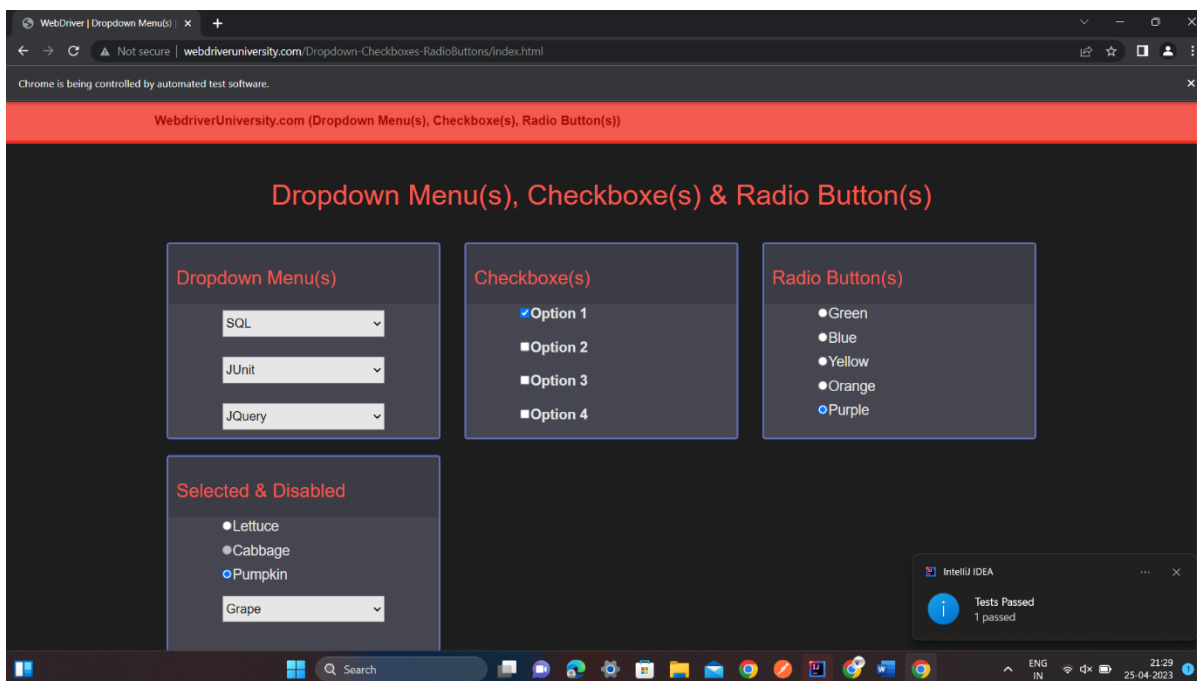 WebDriver | Dropdown Menu(s) |
Not secure | webdriveruniversity.com/Dropdown-Checkboxes-RadioButtons/index.html
Chrome is being controlled by automated test software.
WebdriverUniversity.com (Dropdown Menu(s), Checkboxe(s), Radio Button(s))
Dropdown Menu(s), Checkboxe(s) & Radio Button(s)
Dropdown Menu(s)
SQL
JUnit
JQuery
Checkboxe(s)
Option 1
Option 2
Option 3
Option 4
Radio Button(s)
Green
Blue
Yellow
Orange
Purple
Selected & Disabled
Lettuce
Cabbage
Pumpkin
Grape
IntelliJ IDEA
Tests Passed
1 passed
Search
ENG
IN
21:29
25-04-2023
1